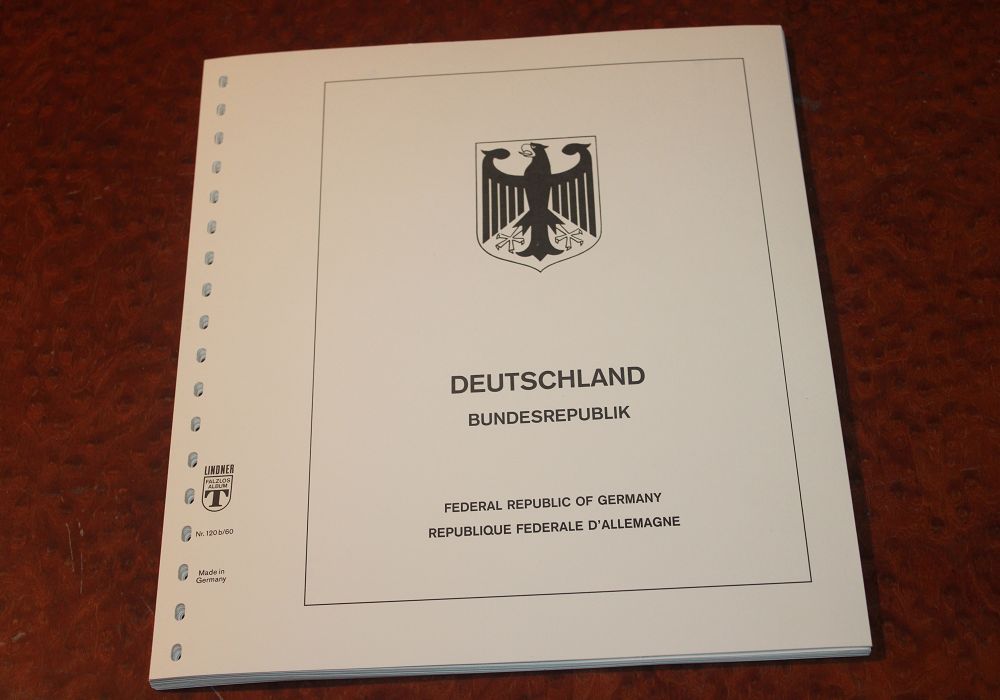 DEUTSCHLAND
BUNDESREPUBLIK
FEDERAL REPUBLIC OF GERMANY
REPUBLIQUE FEDERALE D'ALLEMAGNE
LINDNER
FALZLOS
ALBUM
T
Nr. 120 b/60
Made in
Germany